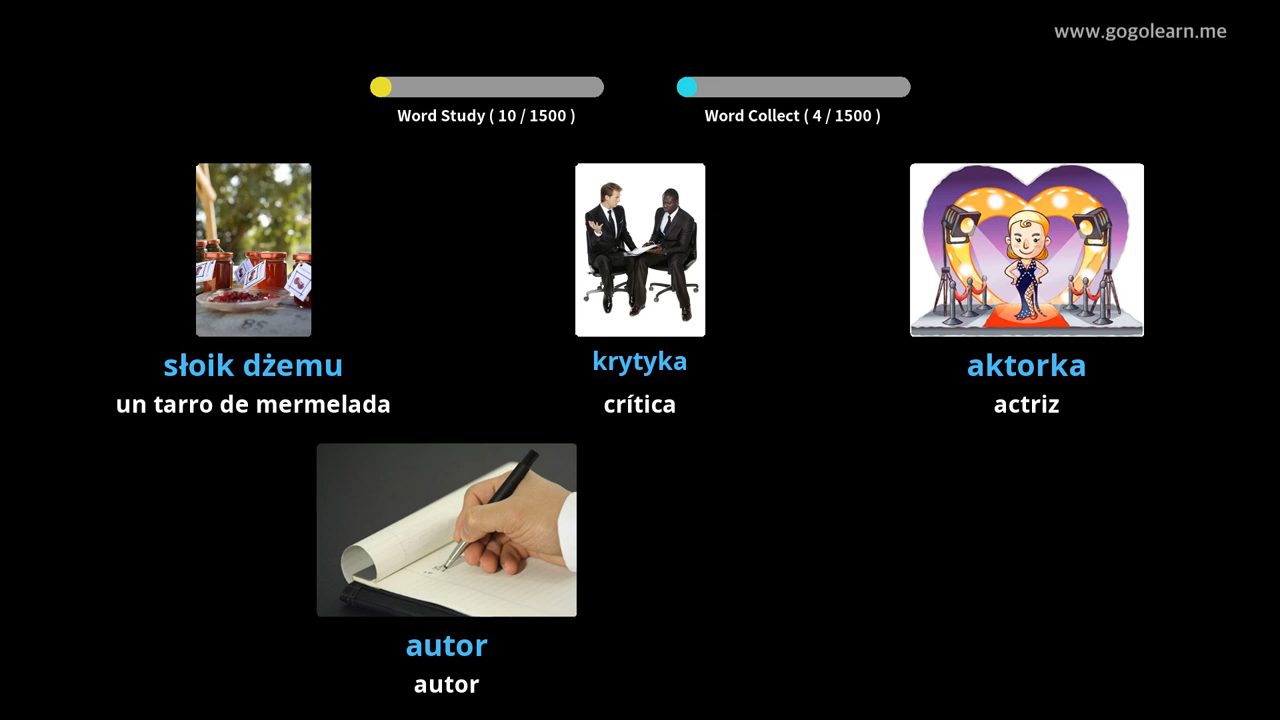 www.gogolearn.me
Word Study ( 10 / 1500 )
Word Collect ( 4 / 1500 )
słoik dżemu
un tarro de mermelada
krytyka
crítica
aktorka
actriz
autor
autor